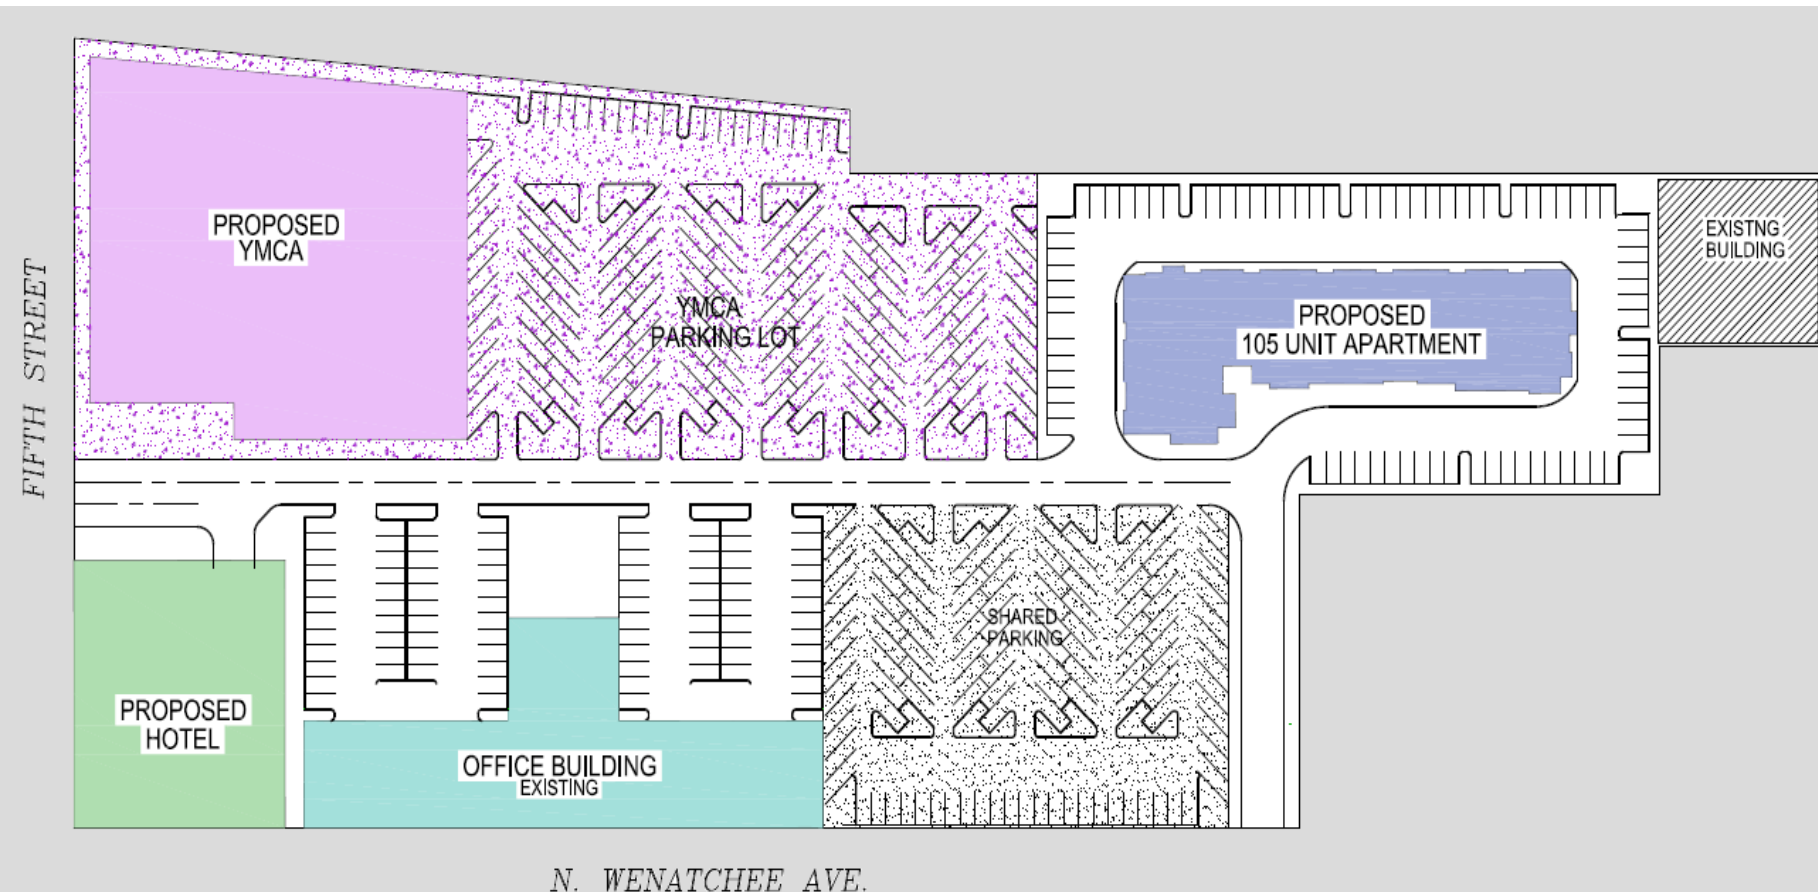 PROPOSED
YMCA
EXISTNG
BUILDING
YMCA
PARKING LOT
PROPOSED
105 UNIT APARTMENT
FIFTH STREET
SHARED
PARKING
PROPOSED
HOTEL
OFFICE BUILDING
EXISTING
N. WENATCHEE AVE.